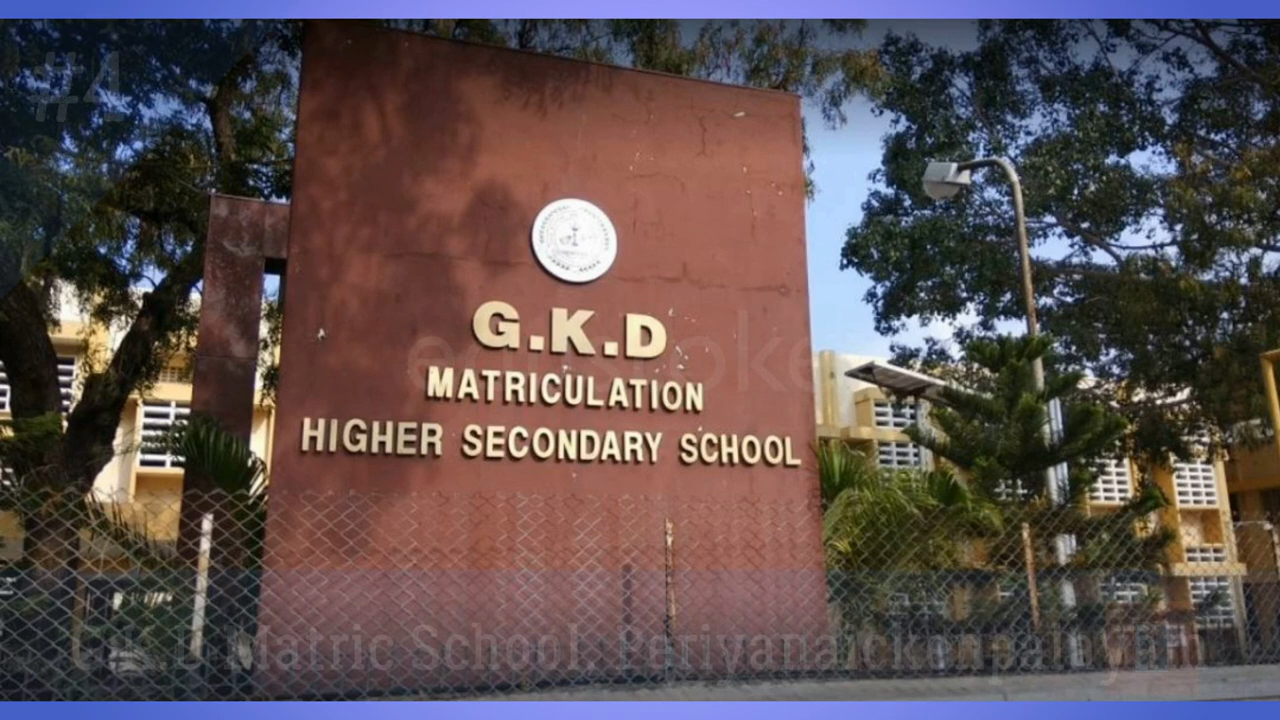 #4
G.K.D
MATRICULATION
HIGHER SECONDARY SCHOOL
G.K.D Matric School, Periyanaickenpalayam